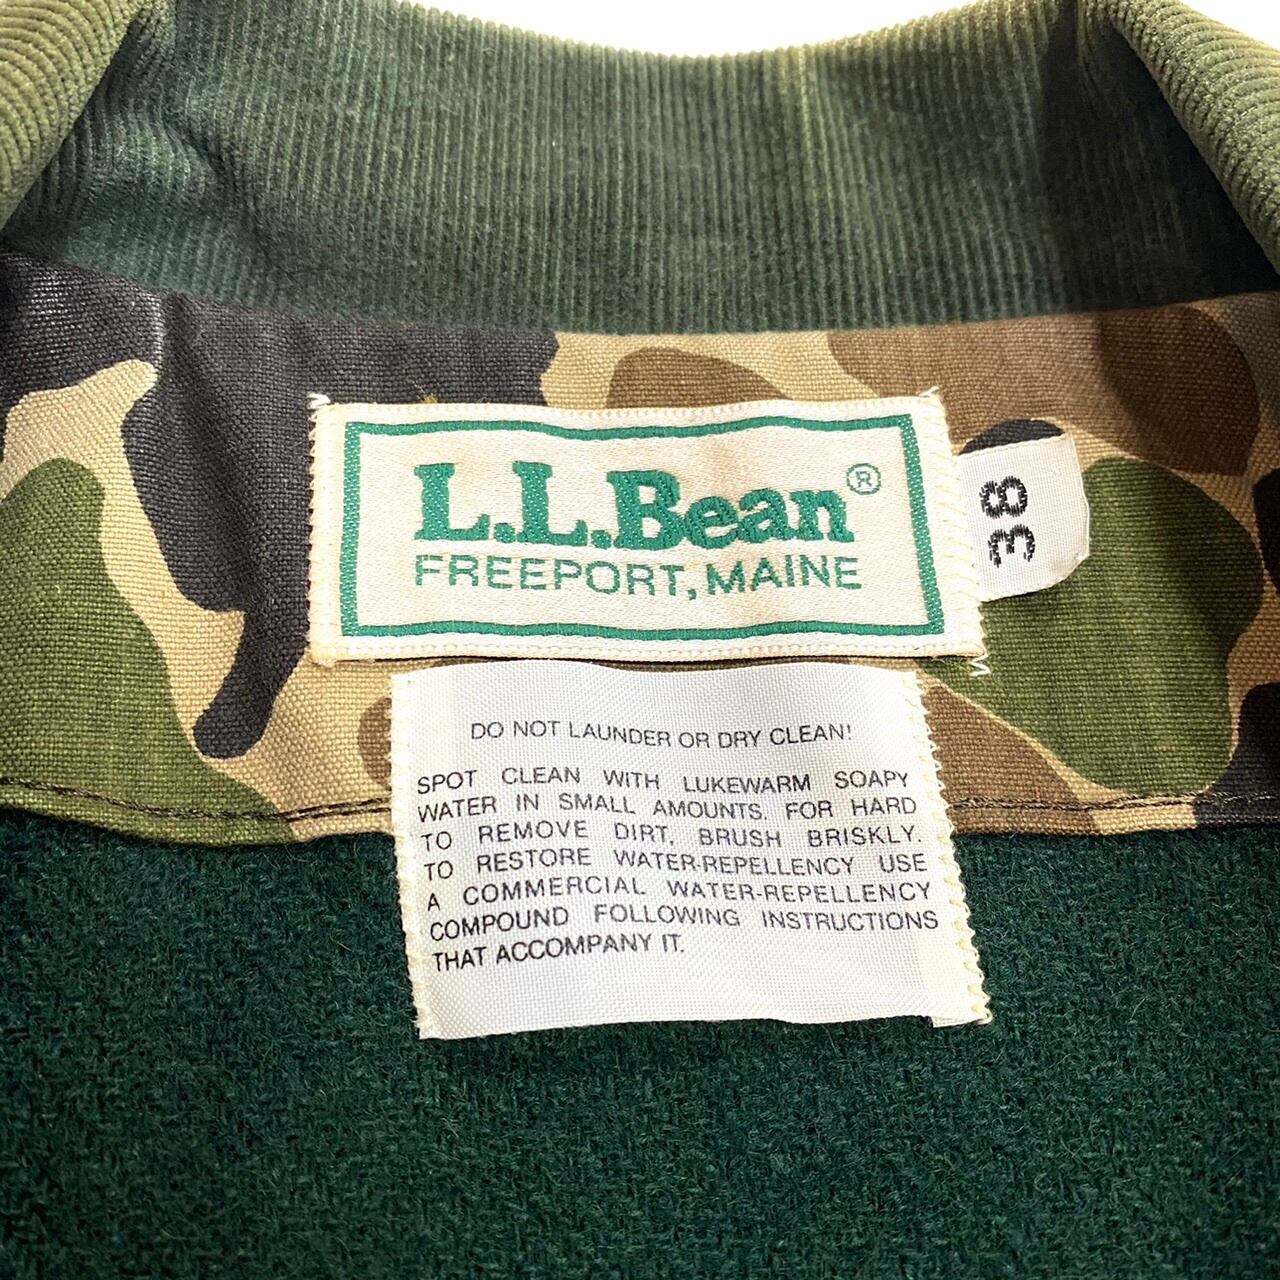 L.L.Bean®
FREEPORT, MAINE
38
DO NOT LAUNDER OR DRY CLEAN!
SPOT CLEAN WITH LUKEWARM SOAPY
WATER IN SMALL AMOUNTS. FOR HARD
TO REMOVE DIRT, BRUSH BRISKLY.
TO RESTORE WATER-REPELLENCY USE
A COMMERCIAL WATER-REPELLENCY
COMPOUND FOLLOWING INSTRUCTIONS
THAT ACCOMPANY IT.